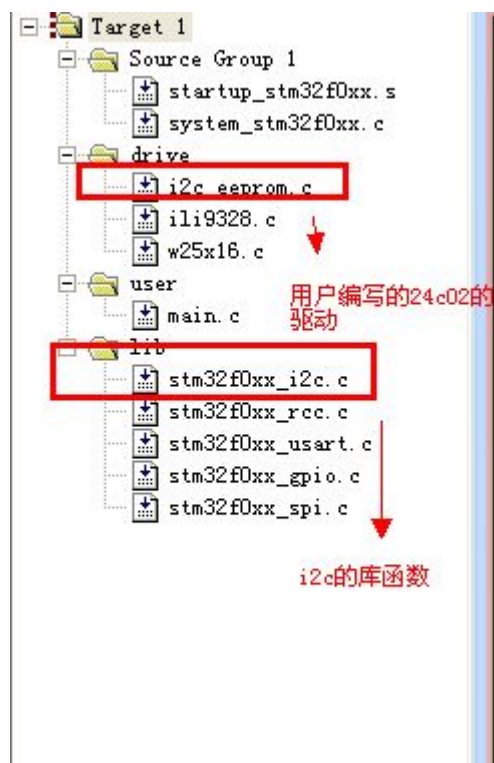 Target 1
Source Group 1
startup_stm32f0xx.s
system_stm32f0xx.c
drive
i2c_eeprom.c
ili9328.c
w25x16.c
user
main.c
用户编写的24c02的
驱动
lib
stm32f0xx_i2c.c
stm32f0xx_rcc.c
stm32f0xx_usart.c
stm32f0xx_gpio.c
stm32f0xx_spi.c
i2c的库函数